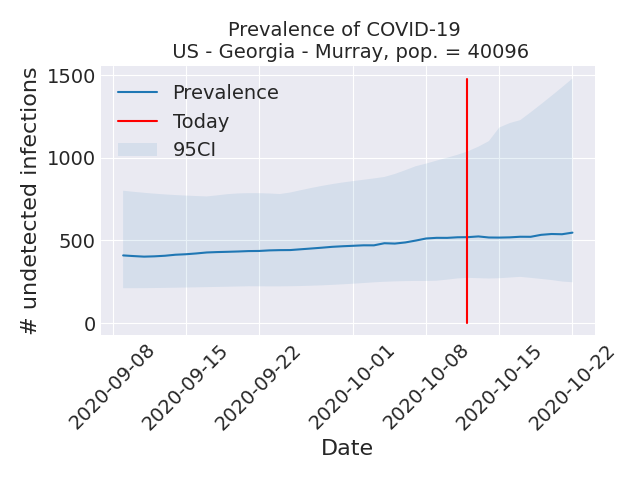 Prevalence of COVID-19
US - Georgia - Murray, pop. = 40096
# undetected infections
1500
1000
500
0
Prevalence
Today
95CI
2020-09-08
2020-09-15
2020-09-22
2020-10-01
2020-10-08
2020-10-15
2020-10-22
Date